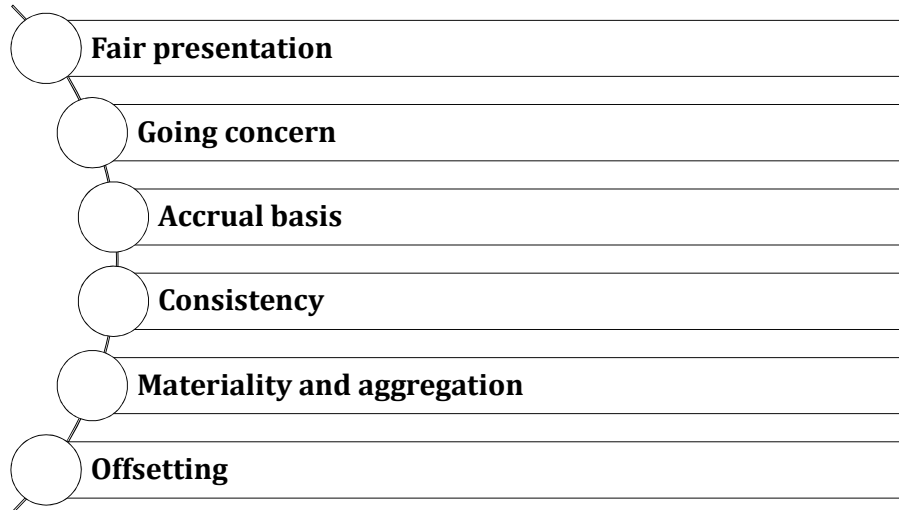 Fair presentation
Going concern
Accrual basis
Consistency
Materiality and aggregation
Offsetting